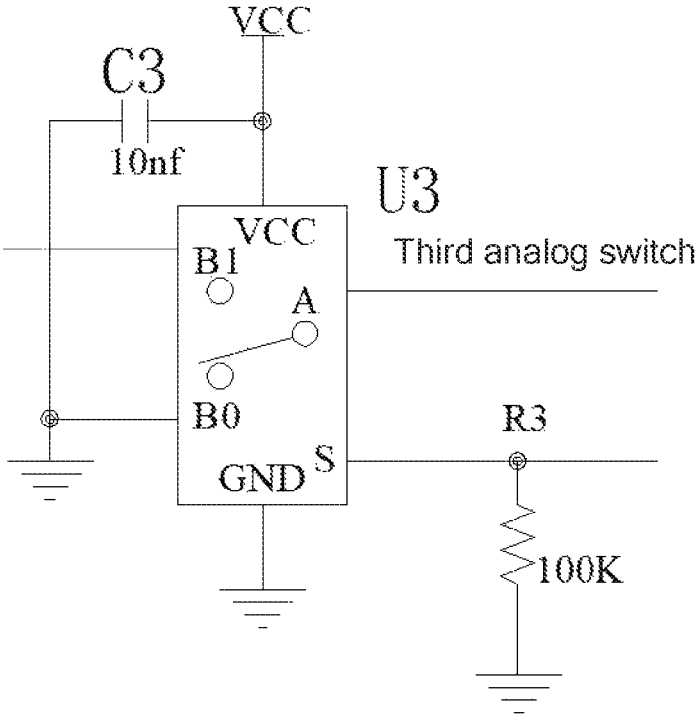 VCC
C3
10nf
U3
VCC
Third analog switch
B1
A
B0
R3
S
GND
100K